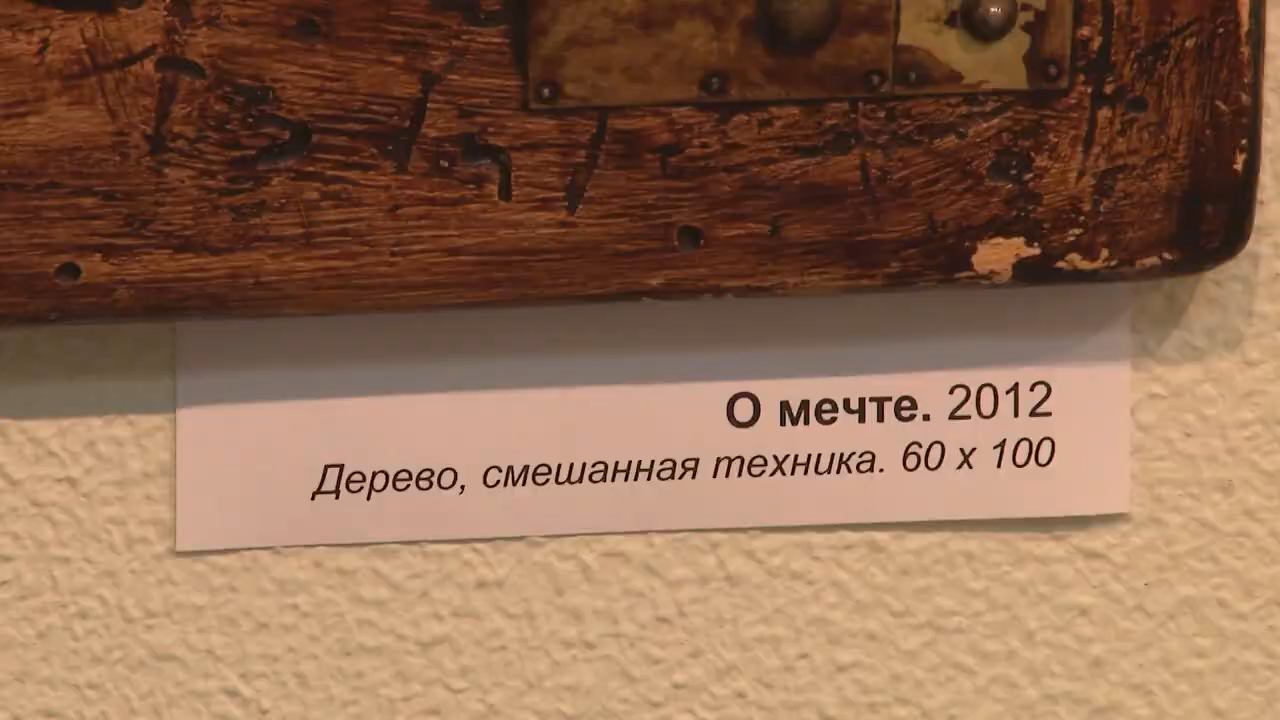 О мечте. 2012
Дерево, смешанная техника. 60 х 100